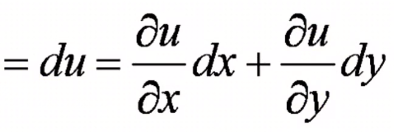 = du = ∂u/∂x dx + ∂u/∂y dy